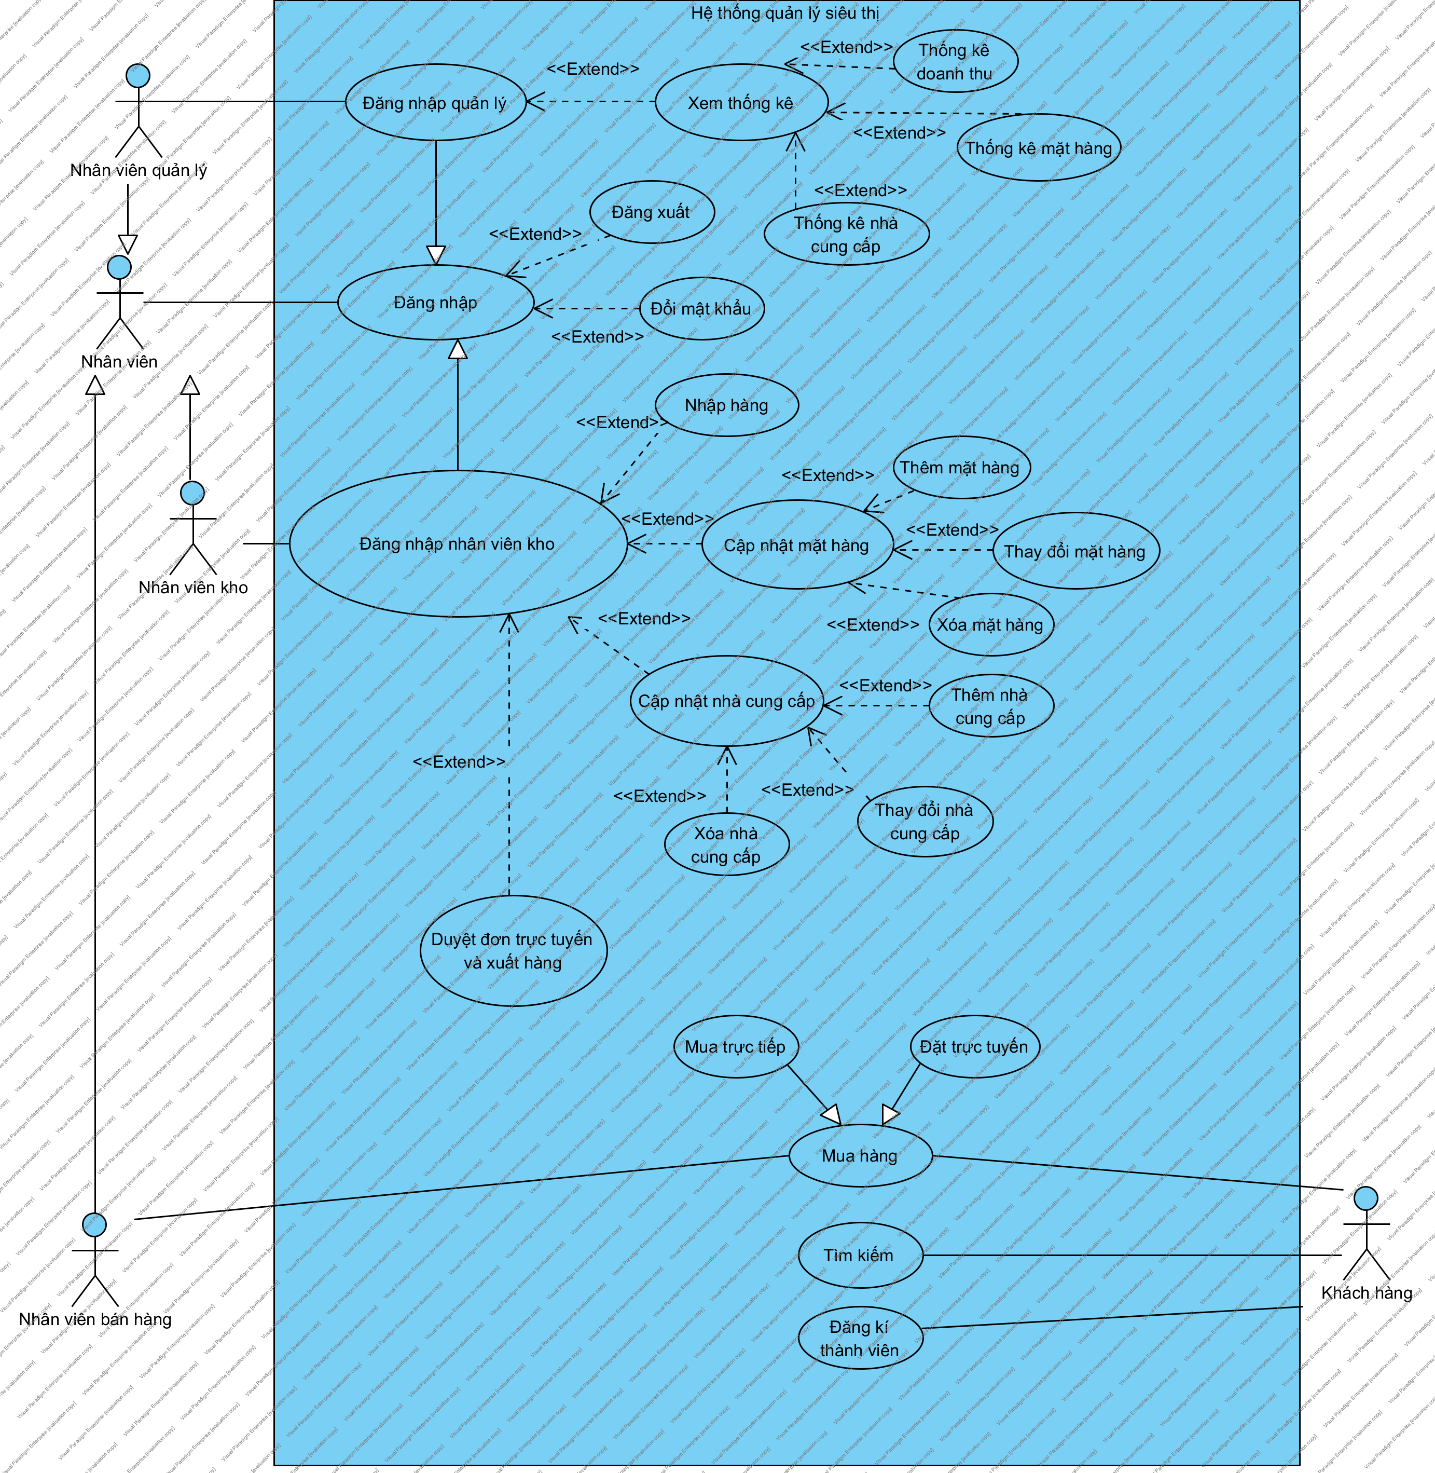 Hệ thống quản lý siêu thị
<<Extend>>
Thống kê
doanh thu
<<Extend>>
Đăng nhập quản lý
Xem thống kê
<<Extend>>
Thống kê mặt hàng
Nhân viên quản lý
<<Extend>>
Đăng xuất
Thống kê nhà
cung cấp
<<Extend>>
Đăng nhập
Đổi mật khẩu
<<Extend>>
Nhân viên
Nhập hàng
<<Extend>>
Thêm mặt hàng
<<Extend>>
<<Extend>>
<<Extend>>
Đăng nhập nhân viên kho
Cập nhật mặt hàng
Thay đổi mặt hàng
Nhân viên kho
<<Extend>>
<<Extend>>
Xóa mặt hàng
<<Extend>>
Cập nhật nhà cung cấp
Thêm nhà
cung cấp
<<Extend>>
<<Extend>>
<<Extend>>
Thay đổi nhà
cung cấp
Xóa nhà
cung cấp
Duyệt đơn trực tuyến
và xuất hàng
Mua trực tiếp
Đặt trực tuyến
Mua hàng
Tìm kiếm
Khách hàng
Nhân viên bán hàng
Đăng kí
thành viên
Visual Paradigm Enterprise [evaluation copy]